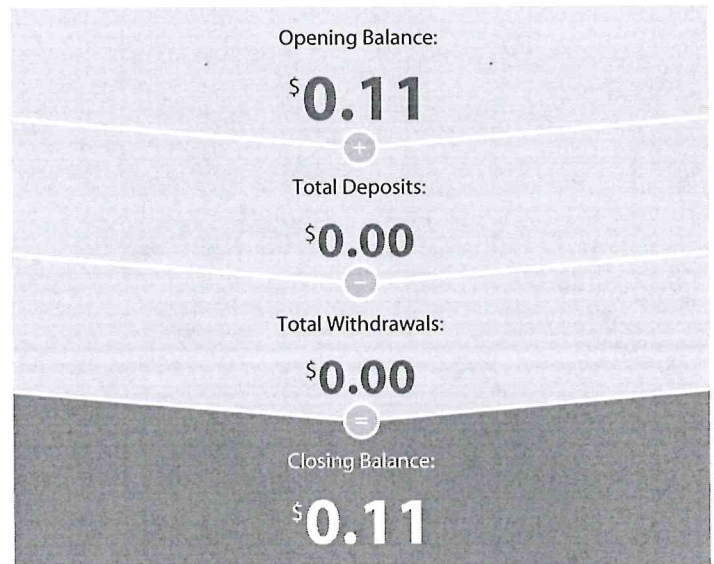 Opening Balance:
$0.11
+
Total Deposits:
$0.00
−
Total Withdrawals:
$0.00
=
Closing Balance:
$0.11